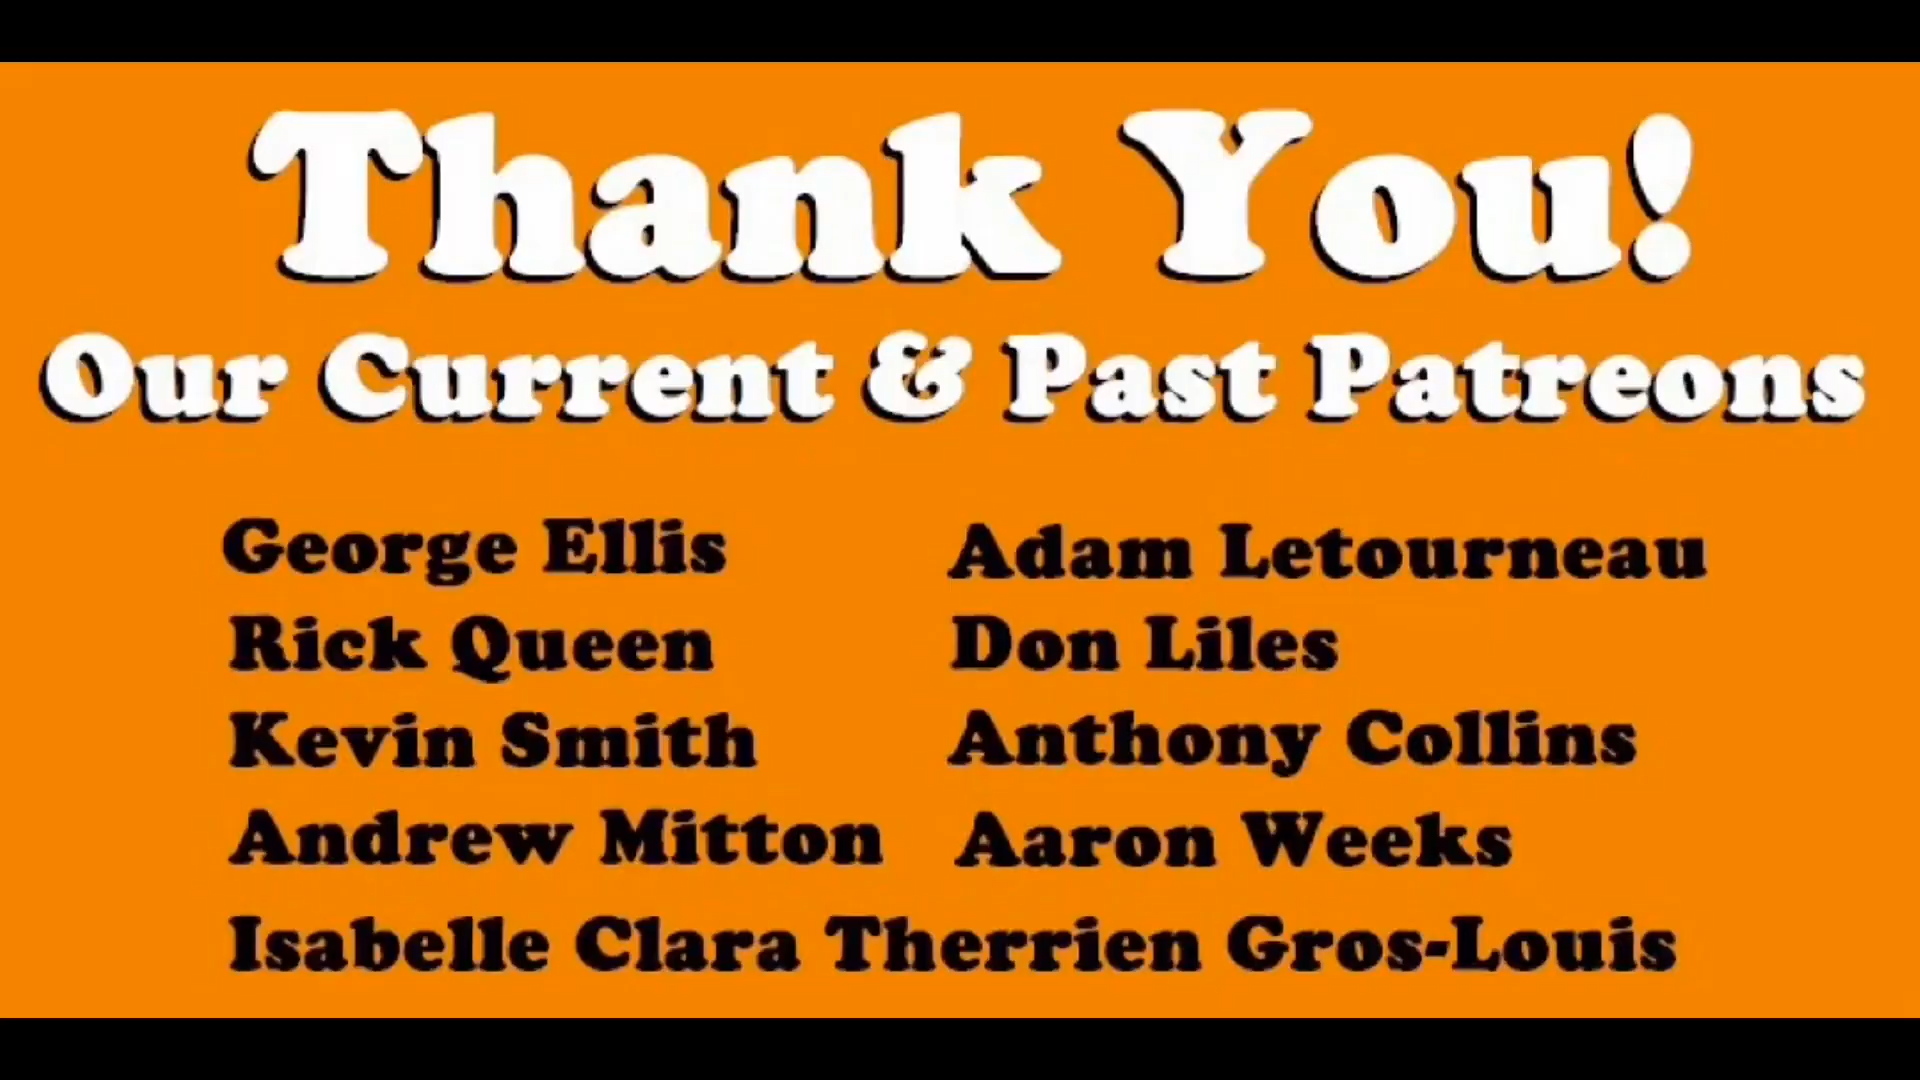 Thank You!
Our Current & Past Patreons
George Ellis
Adam Letourneau
Rick Queen
Don Liles
Kevin Smith
Anthony Collins
Andrew Mitton
Aaron Weeks
Isabelle Clara Therrien Gros-Louis